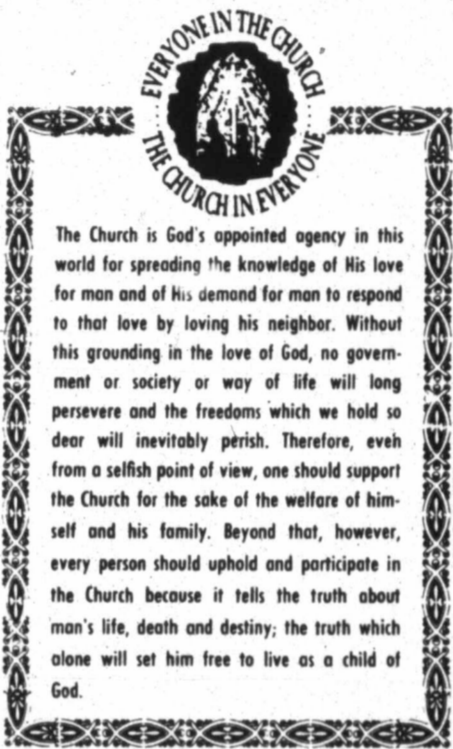 EVERYONE IN THE CHURCH
THE CHURCH IN EVERYONE
The Church is God's appointed agency in this
world for spreading the knowledge of His love
for man and of His demand for man to respond
to that love by loving his neighbor. Without
this grounding in the love of God, no govern-
ment or society or way of life will long
persevere and the freedoms which we hold so
dear will inevitably perish. Therefore, even
from a selfish point of view, one should support
the Church for the sake of the welfare of him-
self and his family. Beyond that, however,
every person should uphold and participate in
the Church because it tells the truth about
man's life, death and destiny; the truth which
alone will set him free to live as a child of
God.